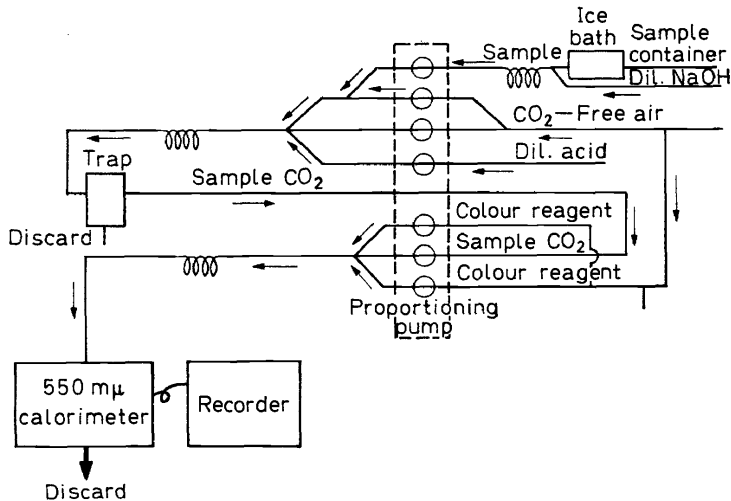 Ice
bath
Sample
Sample
container
Dil. NaOH
CO₂—Free air
Dil. acid
Trap
Sample CO₂
Discard
Colour reagent
Sample CO₂
Colour reagent
Proportioning
pump
550 mµ
calorimeter
Recorder
Discard